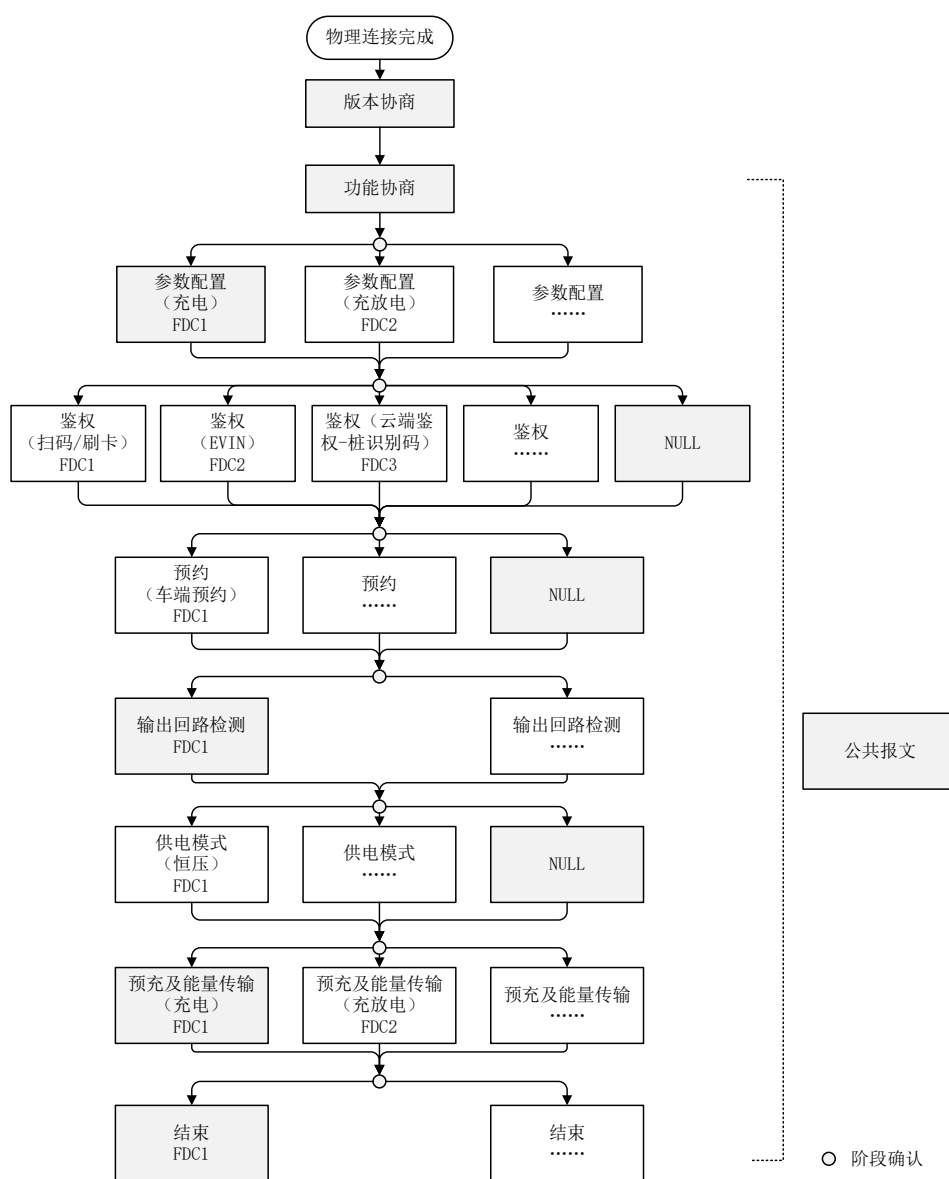 物理连接完成
版本协商
功能协商
参数配置
（充电）
FDC1
参数配置
（充放电）
FDC2
参数配置
……
鉴权
（扫码/刷卡）
FDC1
鉴权
（EVIN）
FDC2
鉴权（云端鉴
权-桩识别码）
FDC3
鉴权
……
NULL
预约
（车端预约）
FDC1
预约
……
NULL
输出回路检测
FDC1
输出回路检测
……
公共报文
供电模式
（恒压）
FDC1
供电模式
……
NULL
预充及能量传输
（充电）
FDC1
预充及能量传输
（充放电）
FDC2
预充及能量传输
……
结束
FDC1
结束
……
阶段确认